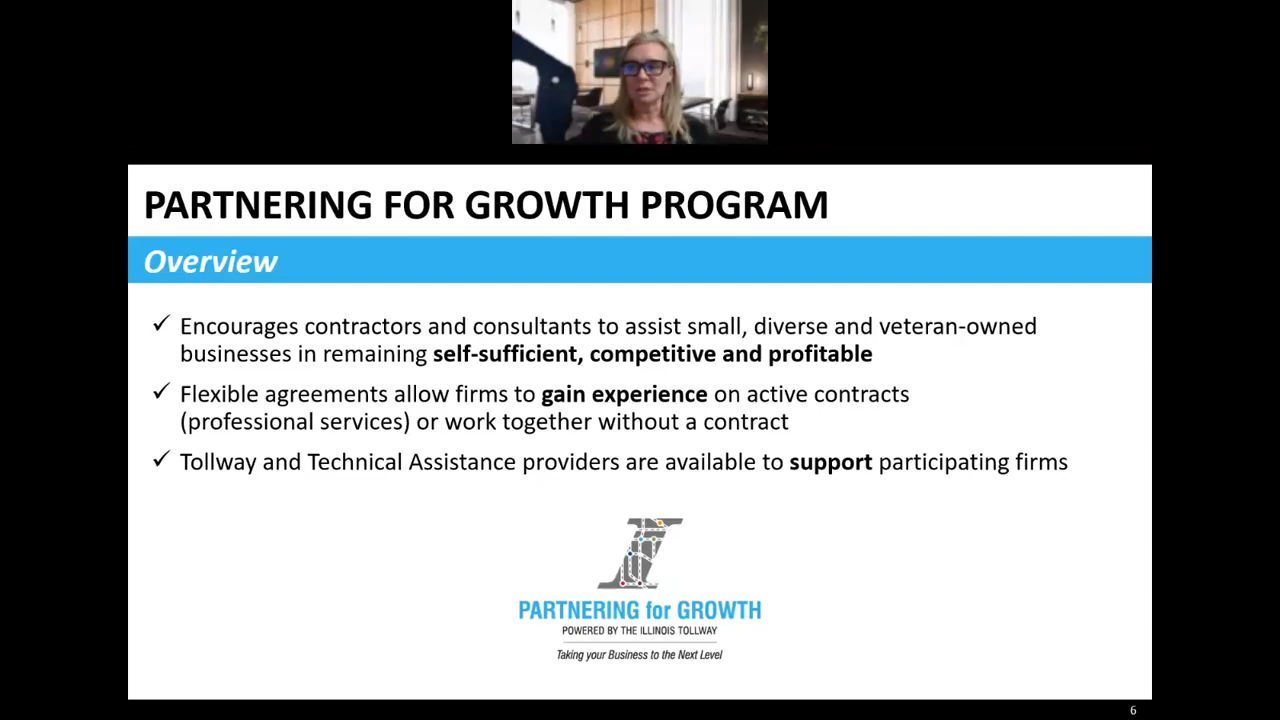 PARTNERING FOR GROWTH PROGRAM
Overview
✓ Encourages contractors and consultants to assist small, diverse and veteran-owned
businesses in remaining self-sufficient, competitive and profitable
✓ Flexible agreements allow firms to gain experience on active contracts
(professional services) or work together without a contract
✓ Tollway and Technical Assistance providers are available to support participating firms
PARTNERING for GROWTH
POWERED BY THE ILLINOIS TOLLWAY
Taking your Business to the Next Level
6